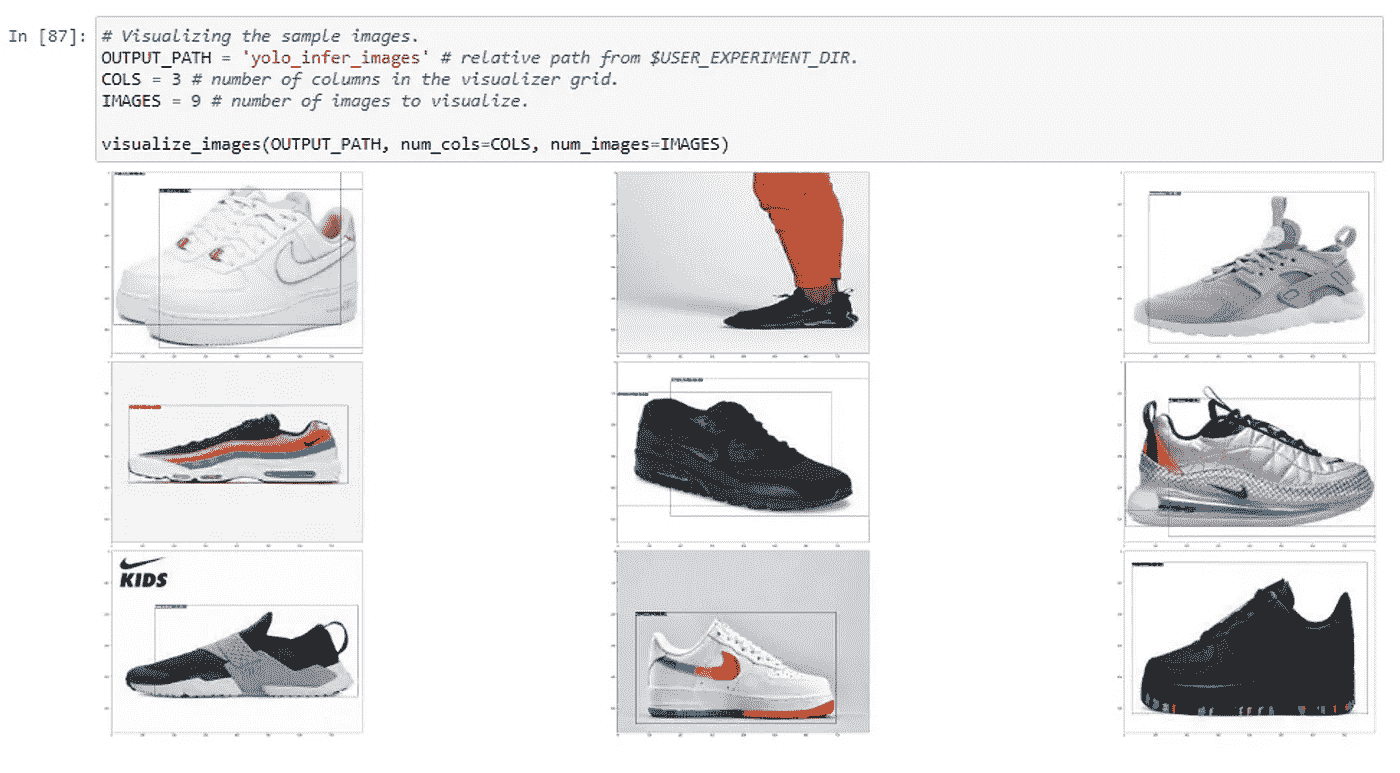 In [87]:
# Visualizing the sample images.
OUTPUT_PATH = 'yolo_infer_images' # relative path from $USER_EXPERIMENT_DIR.
COLS = 3 # number of columns in the visualizer grid.
IMAGES = 9 # number of images to visualize.
visualize_images(OUTPUT_PATH, num_cols=COLS, num_images=IMAGES)
KIDS